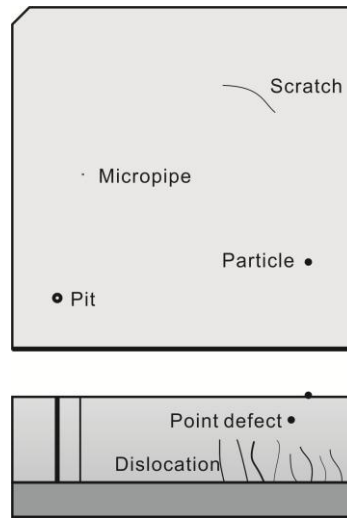 Scratch
Micropipe
Particle
Pit
Point defect
Dislocation